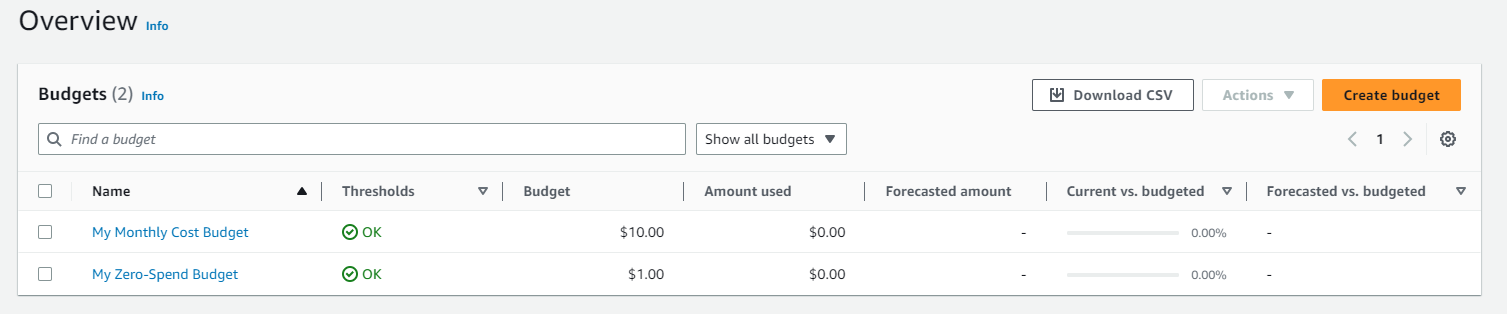 Overview Info
Budgets (2) Info
Download CSV
Actions
Create budget
Find a budget
Show all budgets
1
Name Thresholds Budget Amount used Forecasted amount Current vs. budgeted Forecasted vs. budgeted
My Monthly Cost Budget OK $10.00 $0.00 - 0.00% -
My Zero-Spend Budget OK $1.00 $0.00 - 0.00% -